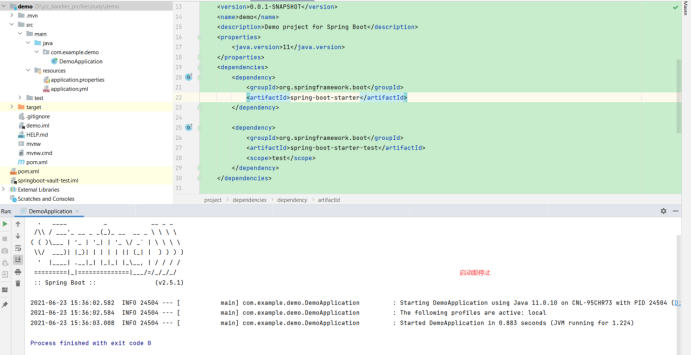 demo
.mvn
src
main
java
com.example.demo
DemoApplication
resources
application.properties
application.yml
test
target
.gitignore
demo.iml
HELP.md
mvnw
mvnw.cmd
pom.xml
pom.xml
springboot-vault-test.iml
External Libraries
Scratches and Consoles
13 <version>0.0.1-SNAPSHOT</version>
14 <name>demo</name>
15 <description>Demo project for Spring Boot</description>
16 <properties>
17 <java.version>11</java.version>
18 </properties>
19 <dependencies>
20 <dependency>
21 <groupId>org.springframework.boot</groupId>
22 <artifactId>spring-boot-starter</artifactId>
23 </dependency>
24
25 <dependency>
26 <groupId>org.springframework.boot</groupId>
27 <artifactId>spring-boot-starter-test</artifactId>
28 <scope>test</scope>
29 </dependency>
30 </dependencies>
31
project > dependencies > dependency > artifactId
Maven
Run: DemoApplication
:: Spring Boot :: (v2.5.1)
启动即停止
2021-06-23 15:36:02.582 INFO 24504 --- [ main] com.example.demo.DemoApplication : Starting DemoApplication using Java 11.0.10 on CNL-95CHR73 with PID 24504 (D:
2021-06-23 15:36:02.584 INFO 24504 --- [ main] com.example.demo.DemoApplication : The following profiles are active: local
2021-06-23 15:36:03.008 INFO 24504 --- [ main] com.example.demo.DemoApplication : Started DemoApplication in 0.883 seconds (JVM running for 1.224)
Process finished with exit code 0